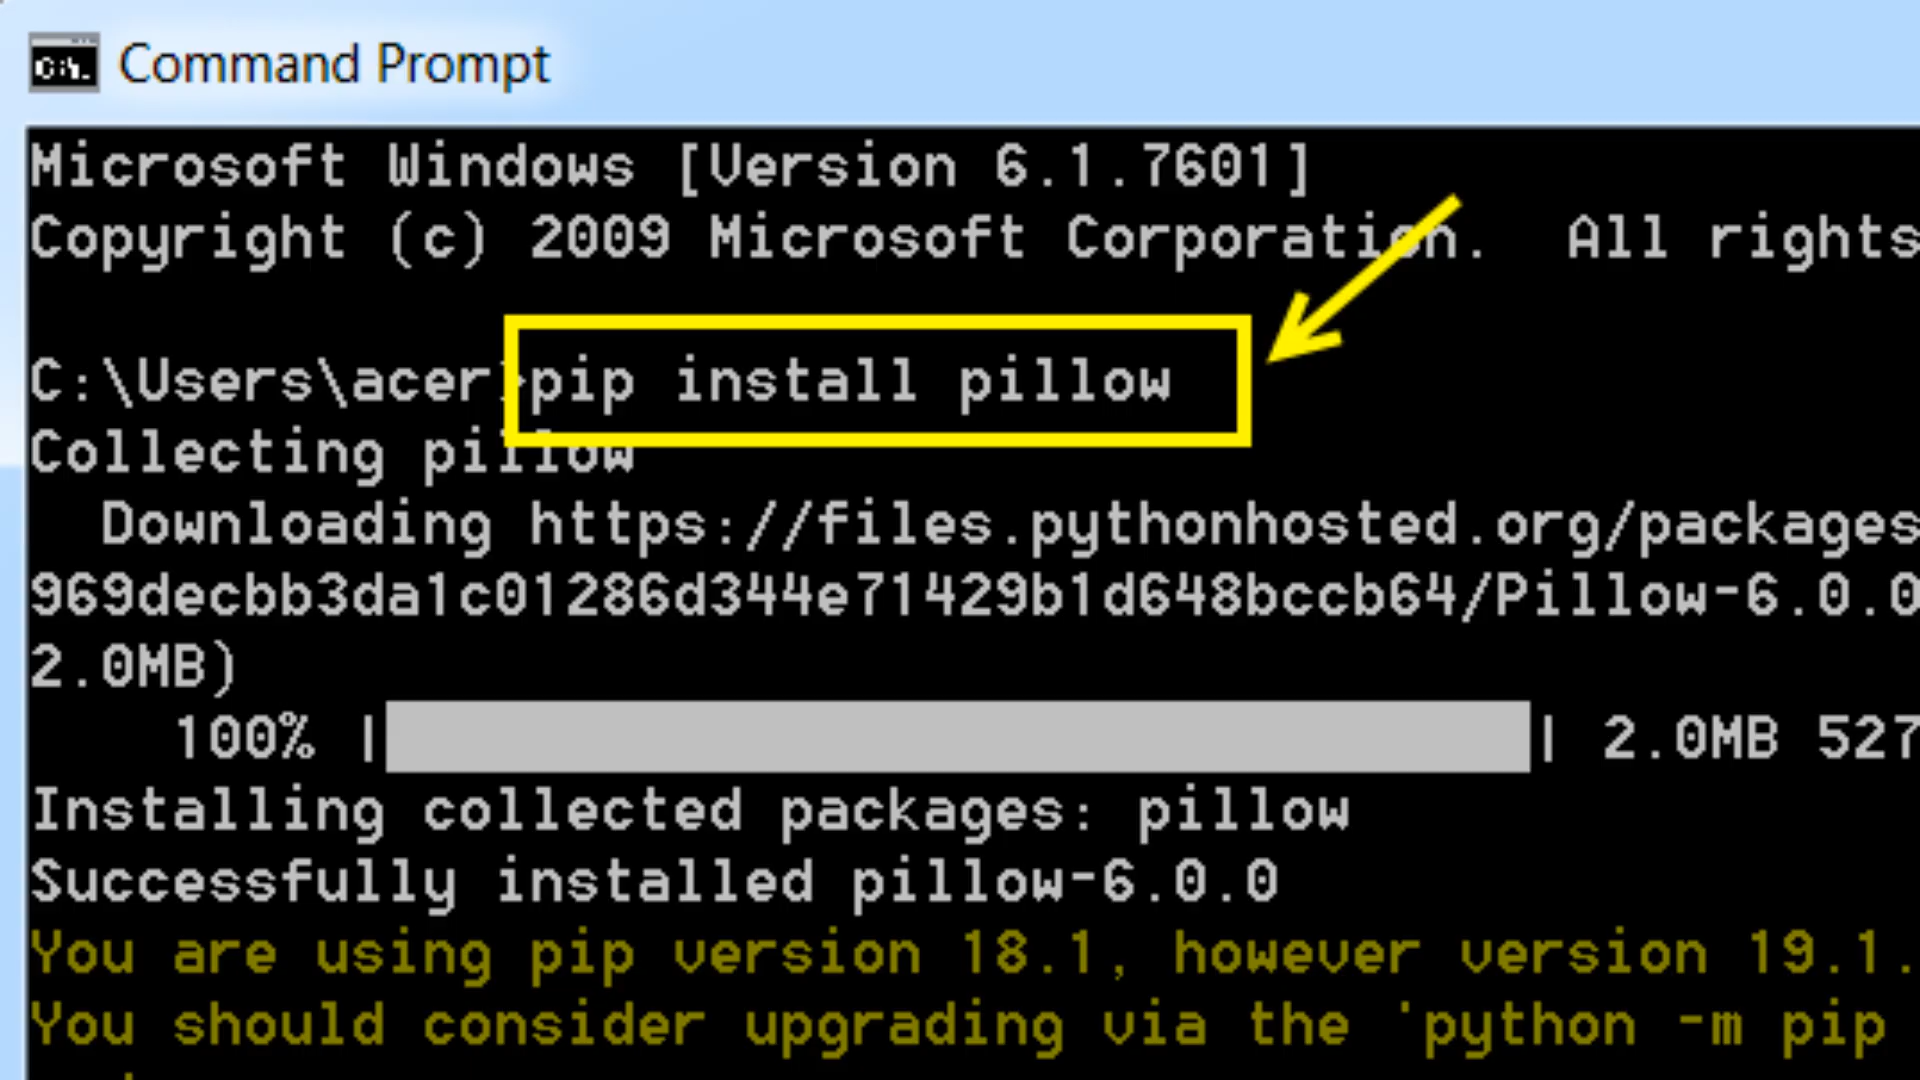 C:\.
Command Prompt
Microsoft Windows [Version 6.1.7601]
Copyright (c) 2009 Microsoft Corporation.  All rights
C:\Users\acer>pip install pillow
Collecting pillow
  Downloading https://files.pythonhosted.org/packages
969decbb3da1c01286d344e71429b1d648bccb64/Pillow-6.0.0
2.0MB)
    100% |████████████████████████████████| 2.0MB 527
Installing collected packages: pillow
Successfully installed pillow-6.0.0
You are using pip version 18.1, however version 19.1.
You should consider upgrading via the 'python -m pip